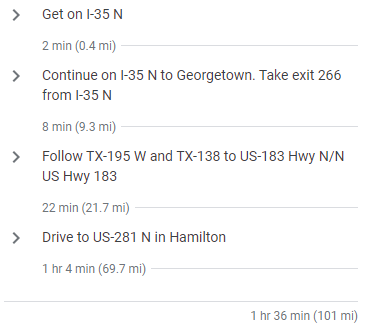 Get on I-35 N
2 min (0.4 mi)
Continue on I-35 N to Georgetown. Take exit 266
from I-35 N
8 min (9.3 mi)
Follow TX-195 W and TX-138 to US-183 Hwy N/N
US Hwy 183
22 min (21.7 mi)
Drive to US-281 N in Hamilton
1 hr 4 min (69.7 mi)
1 hr 36 min (101 mi)